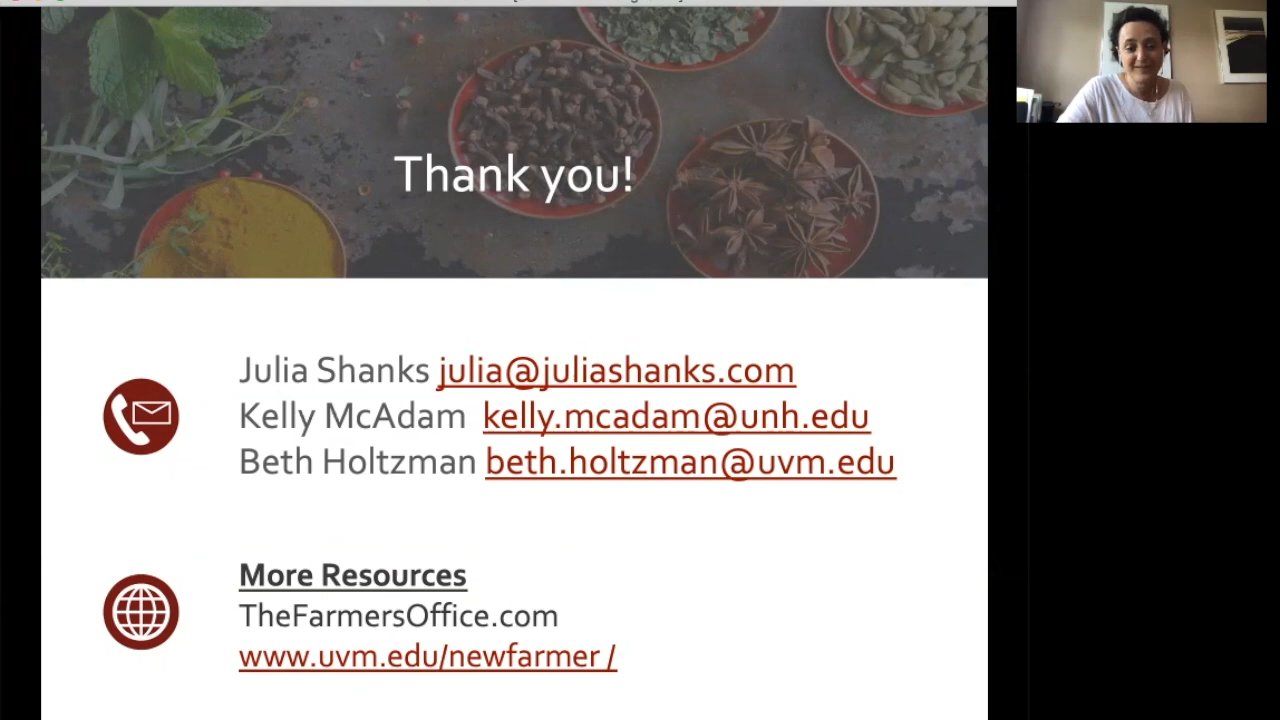 Thank you!
Julia Shanks julia@juliashanks.com
Kelly McAdam kelly.mcadam@unh.edu
Beth Holtzman beth.holtzman@uvm.edu
More Resources
TheFarmersOffice.com
www.uvm.edu/newfarmer /